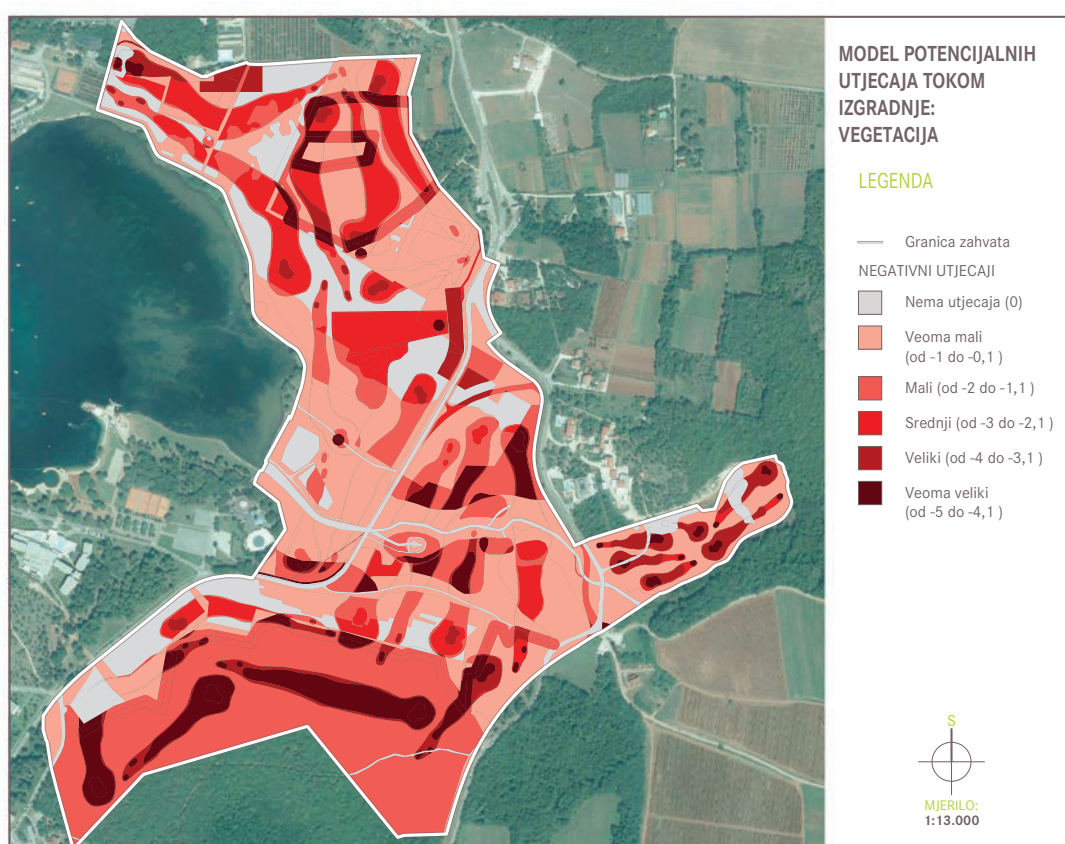 MODEL POTENCIJALNIH
UTJECAJA TOKOM
IZGRADNJE:
VEGETACIJA
LEGENDA
Granica zahvata
NEGATIVNI UTJECAJI
Nema utjecaja (0)
Veoma mali
(od -1 do -0,1 )
Mali (od -2 do -1,1 )
Srednji (od -3 do -2,1 )
Veliki (od -4 do -3,1 )
Veoma veliki
(od -5 do -4,1 )
S
MJERILO:
1:13.000